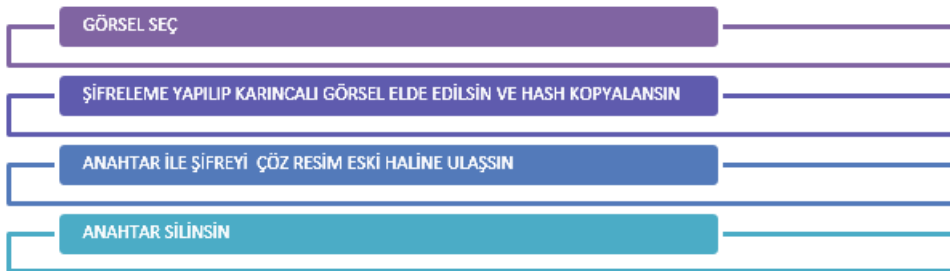 GÖRSEL SEÇ
ŞİFRELEME YAPILIP KARINCALI GÖRSEL ELDE EDİLSİN VE HASH KOPYALANSIN
ANAHTAR İLE ŞİFREYİ ÇÖZ RESİM ESKİ HALİNE ULAŞSIN
ANAHTAR SİLİNSİN